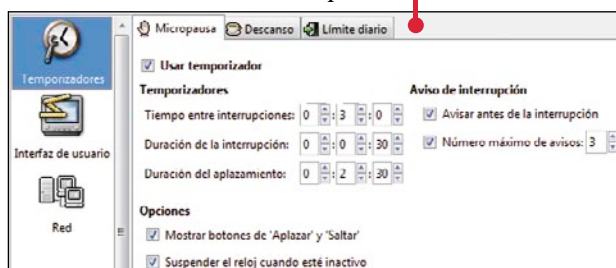 Micropausa Descanso Límite diario
Temporizadores
Usar temporizador
Temporizadores
Tiempo entre interrupciones: 0 : 3 : 0
Duración de la interrupción: 0 : 0 : 30
Duración del aplazamiento: 0 : 2 : 30
Aviso de interrupción
Avisar antes de la interrupción
Número máximo de avisos: 3
Interfaz de usuario
Red
Opciones
Mostrar botones de 'Aplazar' y 'Saltar'
Suspender el reloj cuando esté inactivo